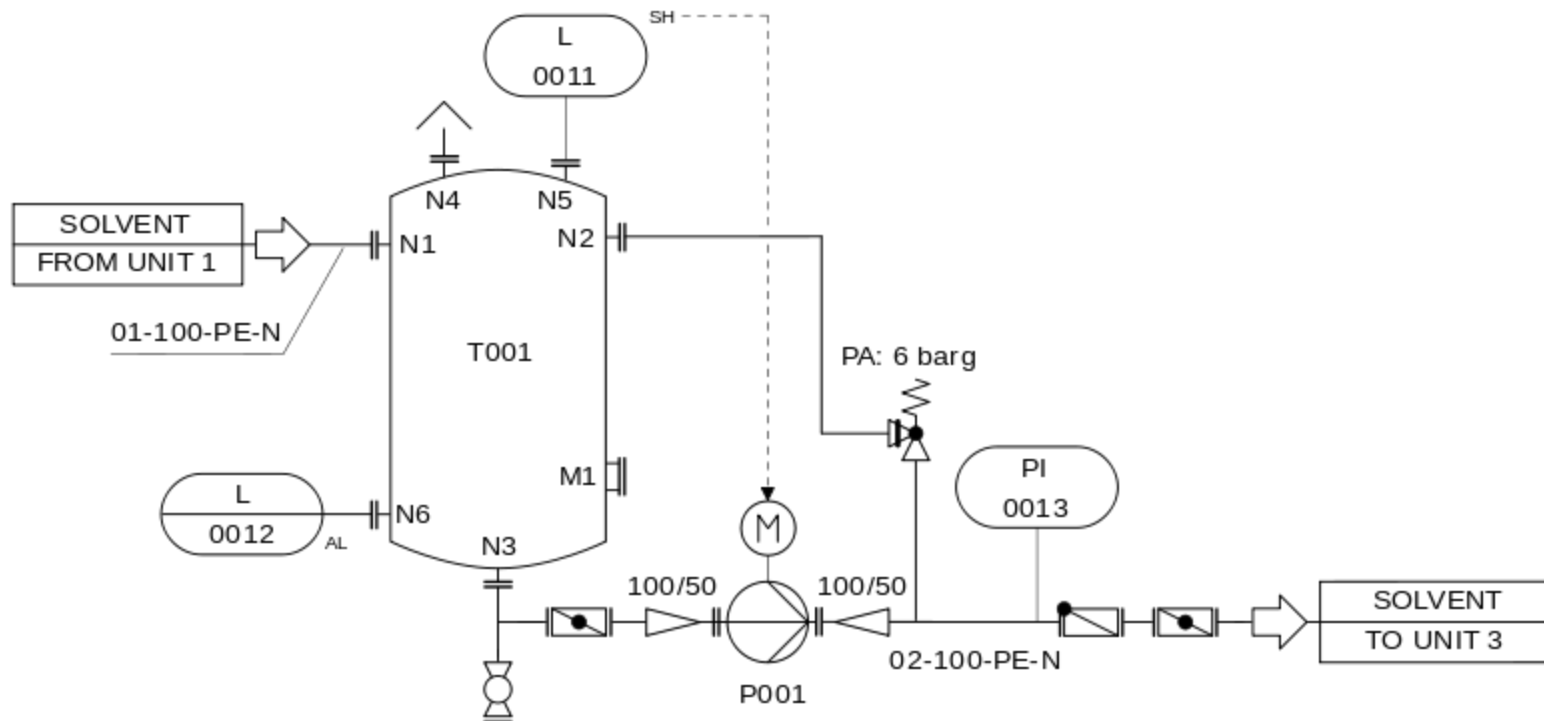 SH
L
0011
N4
N5
SOLVENT
FROM UNIT 1
N1
N2
01-100-PE-N
T001
PA: 6 barg
L
0012
AL
N6
M1
PI
0013
M
N3
100/50
100/50
SOLVENT
TO UNIT 3
02-100-PE-N
P001